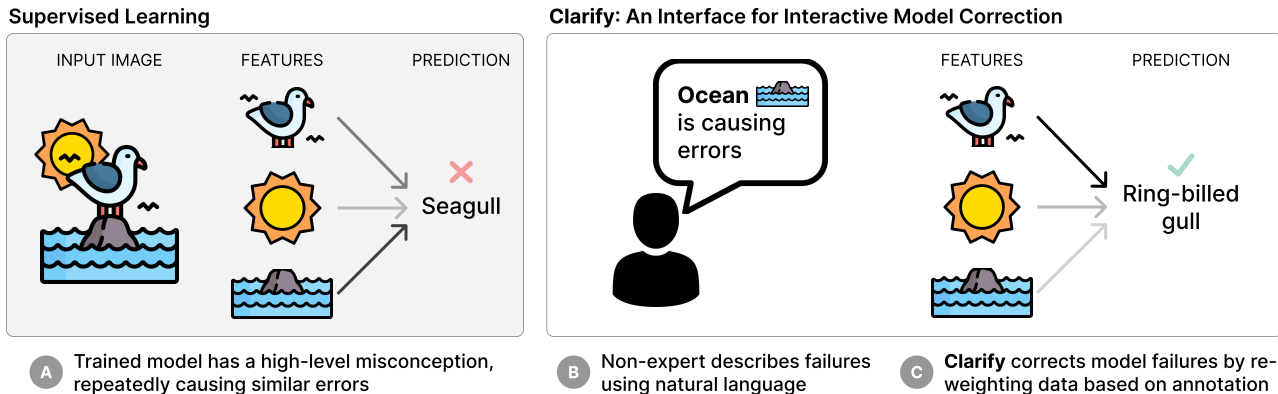 Supervised Learning
INPUT IMAGE
FEATURES
PREDICTION
Seagull
A
Trained model has a high-level misconception,
repeatedly causing similar errors
Clarify: An Interface for Interactive Model Correction
Ocean
is causing
errors
FEATURES
PREDICTION
Ring-billed
gull
B
Non-expert describes failures
using natural language
C
Clarify corrects model failures by re-
weighting data based on annotation